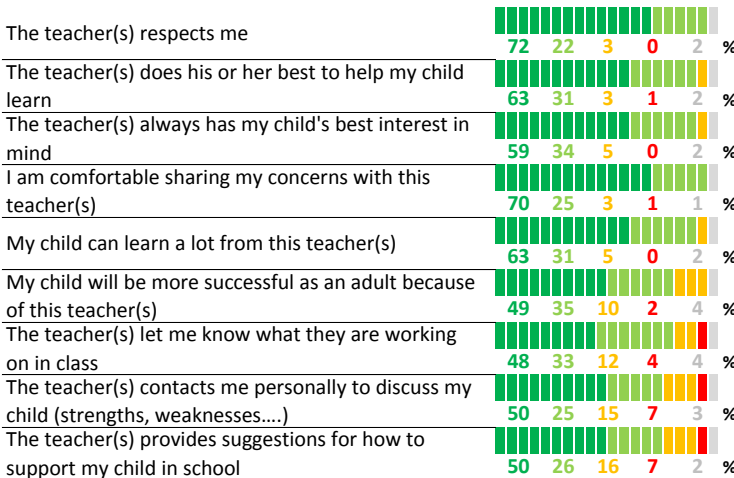 The teacher(s) respects me
72 22 3 0 2 %
The teacher(s) does his or her best to help my child
learn
63 31 3 1 2 %
The teacher(s) always has my child's best interest in
mind
59 34 5 0 2 %
I am comfortable sharing my concerns with this
teacher(s)
70 25 3 1 1 %
My child can learn a lot from this teacher(s)
63 31 5 0 2 %
My child will be more successful as an adult because
of this teacher(s)
49 35 10 2 4 %
The teacher(s) let me know what they are working
on in class
48 33 12 4 4 %
The teacher(s) contacts me personally to discuss my
child (strengths, weaknesses....)
50 25 15 7 3 %
The teacher(s) provides suggestions for how to
support my child in school
50 26 16 7 2 %